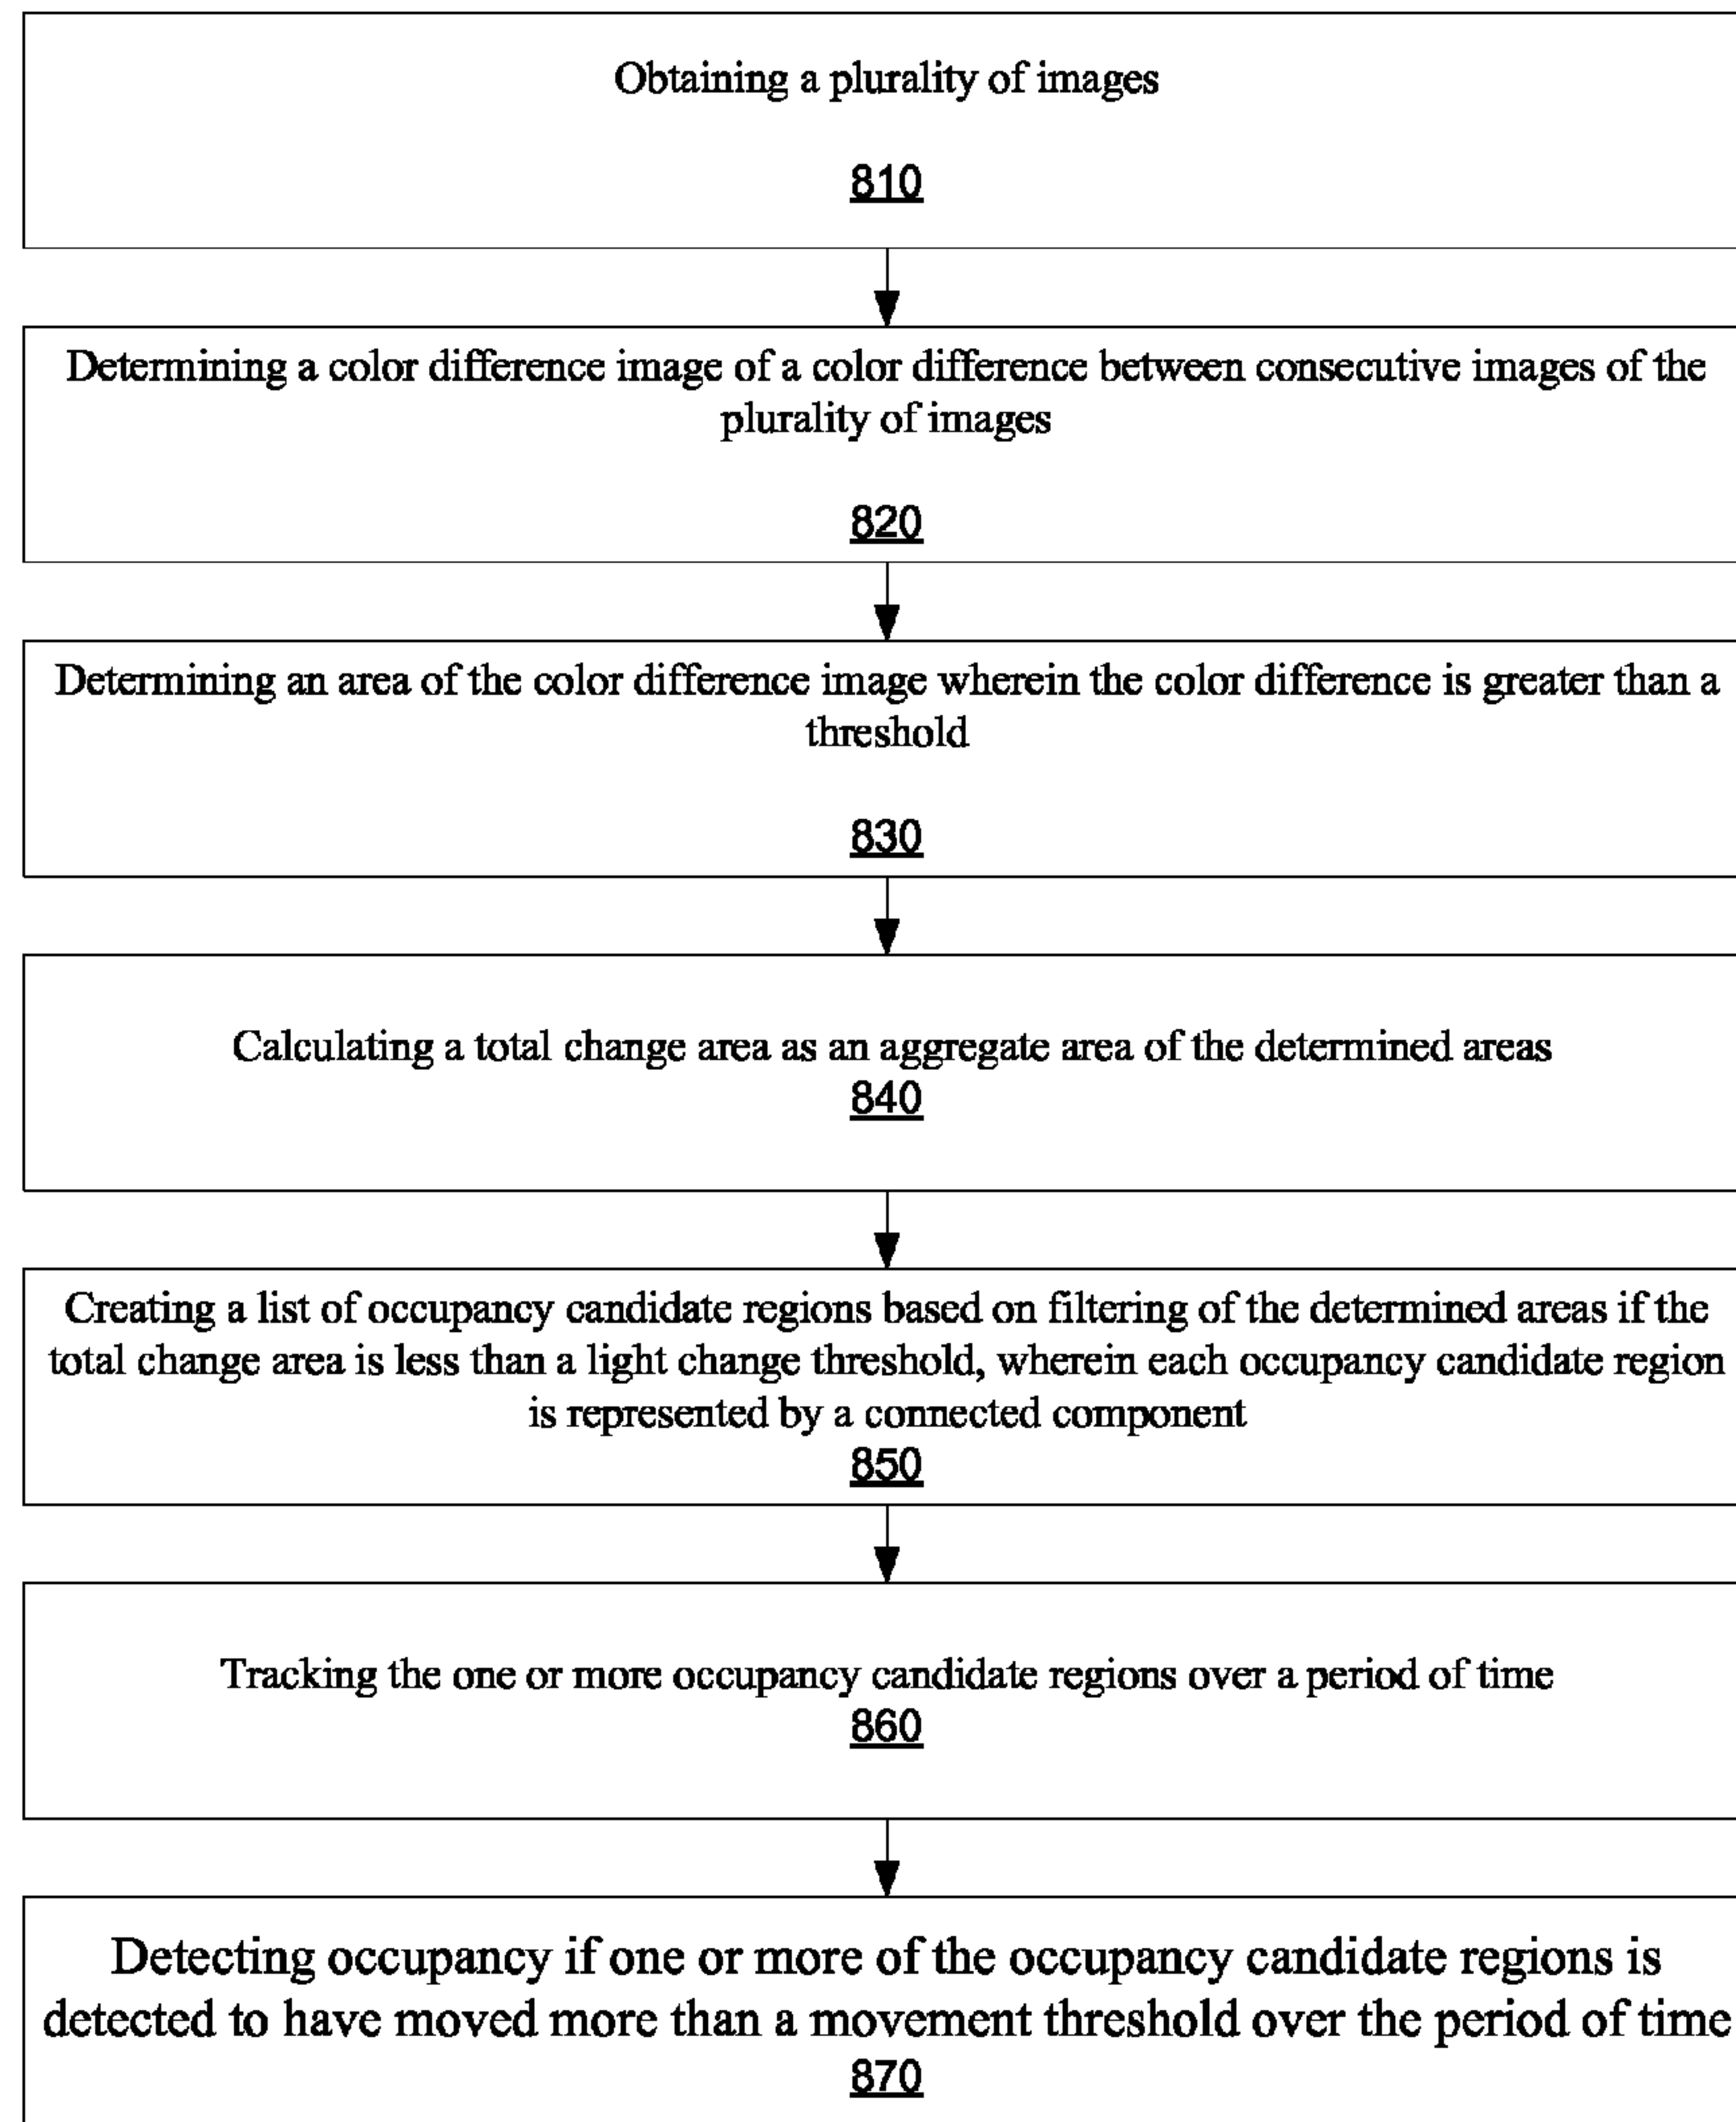 Obtaining a plurality of images
810
Determining a color difference image of a color difference between consecutive images of the
plurality of images
820
Determining an area of the color difference image wherein the color difference is greater than a
threshold
830
Calculating a total change area as an aggregate area of the determined areas
840
Creating a list of occupancy candidate regions based on filtering of the determined areas if the
total change area is less than a light change threshold, wherein each occupancy candidate region
is represented by a connected component
850
Tracking the one or more occupancy candidate regions over a period of time
860
Detecting occupancy if one or more of the occupancy candidate regions is
detected to have moved more than a movement threshold over the period of time
870